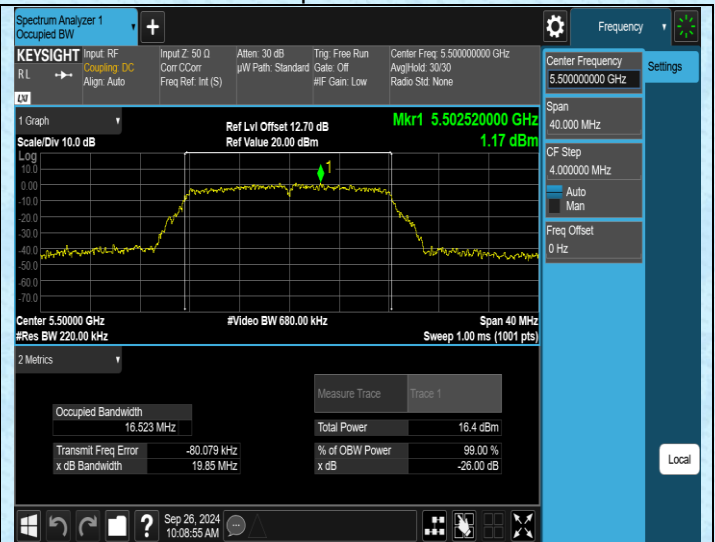 Spectrum Analyzer 1
Occupied BW
Frequency
KEYSIGHT
RL
LXI
Input: RF
Coupling: DC
Align: Auto
Input Z: 50 Ω
Corr CCorr
Freq Ref: Int (S)
Atten: 30 dB
µW Path: Standard
Trig: Free Run
Gate: Off
#IF Gain: Low
Center Freq: 5.500000000 GHz
Avg|Hold: 30/30
Radio Std: None
Center Frequency
5.500000000 GHz
Settings
Span
40.000 MHz
CF Step
4.000000 MHz
Auto
Man
Freq Offset
0 Hz
1 Graph
Scale/Div 10.0 dB
Ref Lvl Offset 12.70 dB
Ref Value 20.00 dBm
Mkr1 5.502520000 GHz
1.17 dBm
Log
10.0
0.00
-10.0
-20.0
-30.0
-40.0
-50.0
-60.0
-70.0
1
Center 5.50000 GHz
#Res BW 220.00 kHz
#Video BW 680.00 kHz
Span 40 MHz
Sweep 1.00 ms (1001 pts)
2 Metrics
Measure Trace
Trace 1
Occupied Bandwidth
16.523 MHz
Total Power
16.4 dBm
Transmit Freq Error
-80.079 kHz
% of OBW Power
99.00 %
x dB Bandwidth
19.85 MHz
x dB
-26.00 dB
Local
Sep 26, 2024
10:08:55 AM